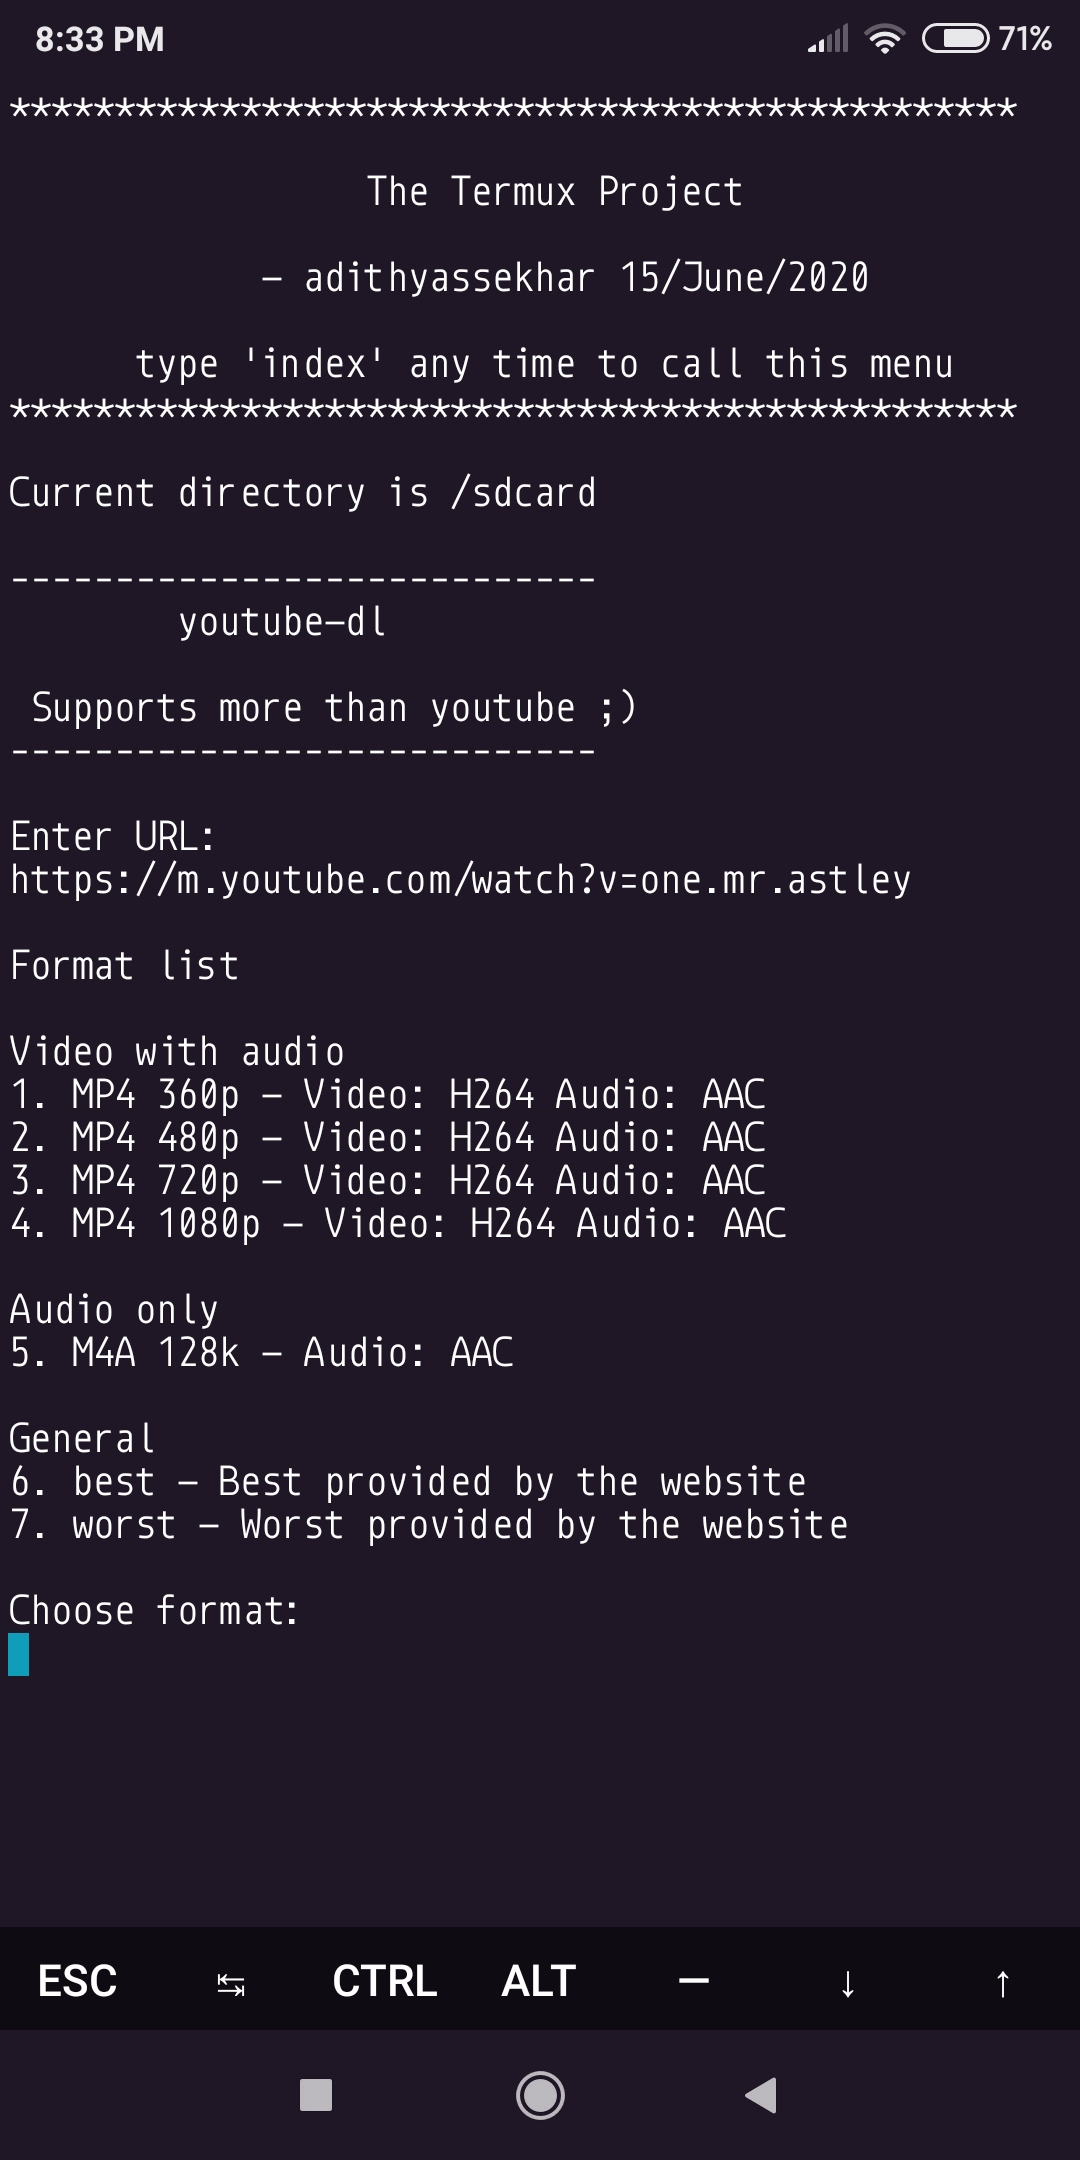 8:33 PM 71%
************************************************
The Termux Project
- adithyassekhar 15/June/2020
type 'index' any time to call this menu
************************************************
Current directory is /sdcard
----------------------------
youtube-dl
Supports more than youtube ;)
----------------------------
Enter URL:
https://m.youtube.com/watch?v=one.mr.astley
Format list
Video with audio
1. MP4 360p - Video: H264 Audio: AAC
2. MP4 480p - Video: H264 Audio: AAC
3. MP4 720p - Video: H264 Audio: AAC
4. MP4 1080p - Video: H264 Audio: AAC
Audio only
5. M4A 128k - Audio: AAC
General
6. best - Best provided by the website
7. worst - Worst provided by the website
Choose format:
ESC ↹ CTRL ALT — ↓ ↑